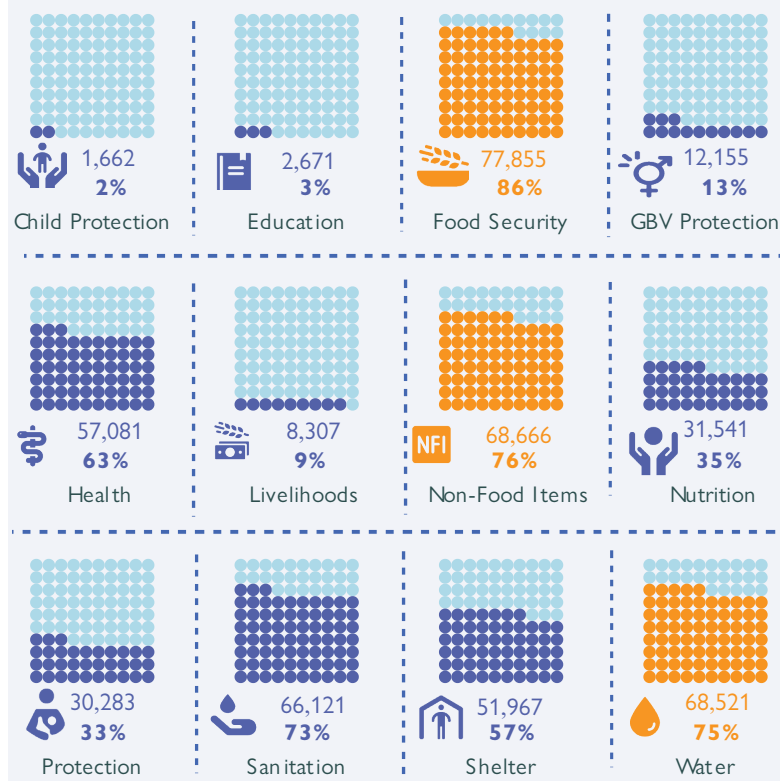 1,662
2%
Child Protection
2,671
3%
Education
77,855
86%
Food Security
12,155
13%
GBV Protection
57,081
63%
Health
8,307
9%
Livelihoods
NFI
68,666
76%
Non-Food Items
31,541
35%
Nutrition
30,283
33%
Protection
66,121
73%
Sanitation
51,967
57%
Shelter
68,521
75%
Water